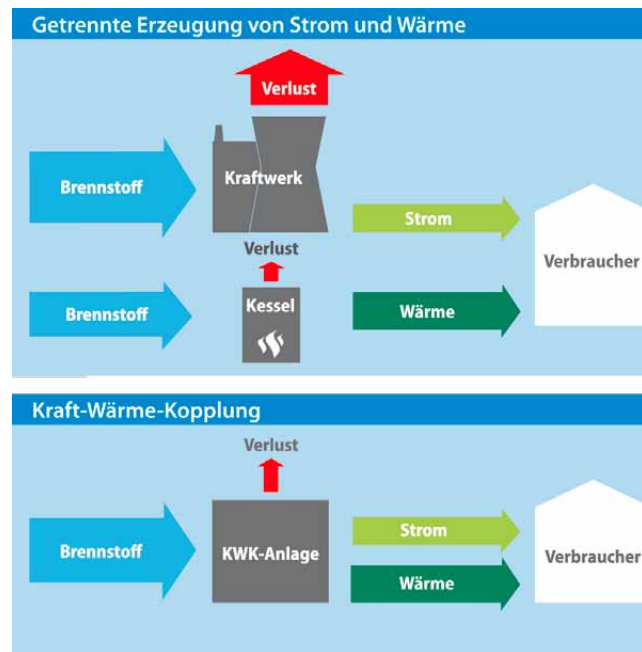 Getrennte Erzeugung von Strom und Wärme
Verlust
Brennstoff
Kraftwerk
Strom
Verlust
Verbraucher
Brennstoff
Kessel
Wärme
Kraft-Wärme-Kopplung
Verlust
Brennstoff
KWK-Anlage
Strom
Wärme
Verbraucher